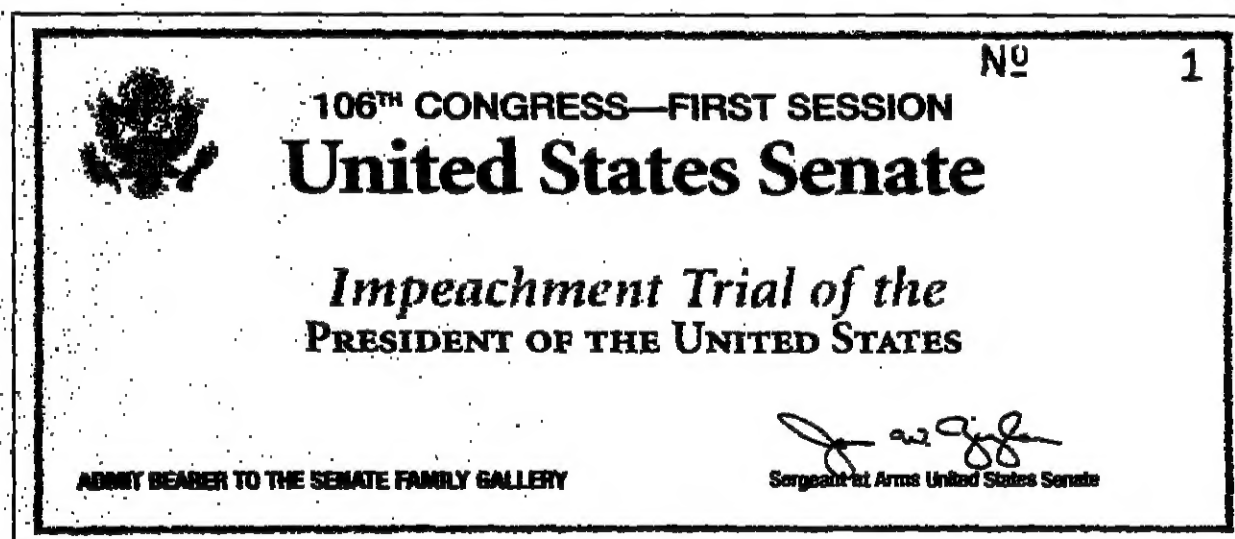 Nº 1
106TH CONGRESS—FIRST SESSION
United States Senate
Impeachment Trial of the
PRESIDENT OF THE UNITED STATES
ADMIT BEARER TO THE SENATE FAMILY GALLERY
Sergeant at Arms United States Senate